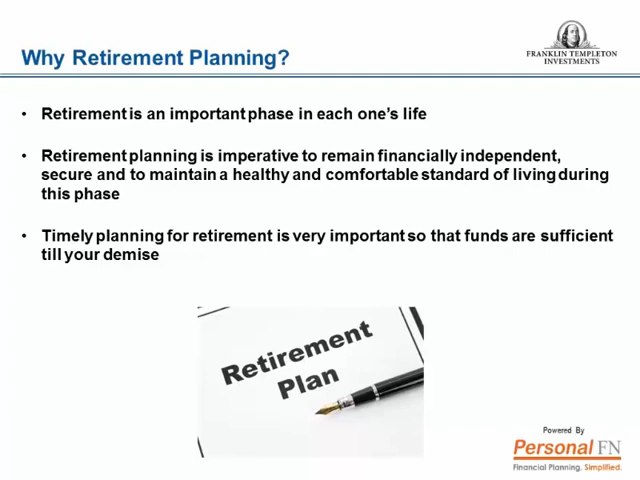 Why Retirement Planning?
FRANKLIN TEMPLETON
INVESTMENTS
• Retirement is an important phase in each one's life
• Retirement planning is imperative to remain financially independent,
secure and to maintain a healthy and comfortable standard of living during
this phase
• Timely planning for retirement is very important so that funds are sufficient
till your demise
Retirement
Plan
Powered By
Personal FN
Financial Planning. Simplified.